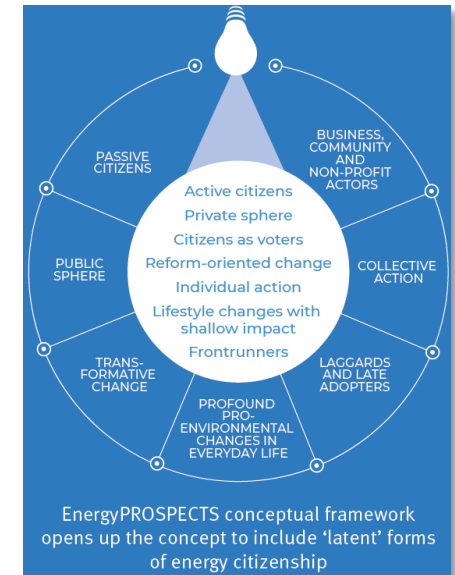 BUSINESS,
COMMUNITY
AND
NON-PROFIT
ACTORS
PASSIVE
CITIZENS
Active citizens
Private sphere
Citizens as voters
Reform-oriented change
Individual action
Lifestyle changes with
shallow impact
Frontrunners
PUBLIC
SPHERE
COLLECTIVE
ACTION
TRANS-
FORMATIVE
CHANGE
LAGGARDS
AND LATE
ADOPTERS
PROFOUND
PRO-
ENVIRONMENTAL
CHANGES IN
EVERYDAY LIFE
EnergyPROSPECTS conceptual framework
opens up the concept to include ‘latent’ forms
of energy citizenship